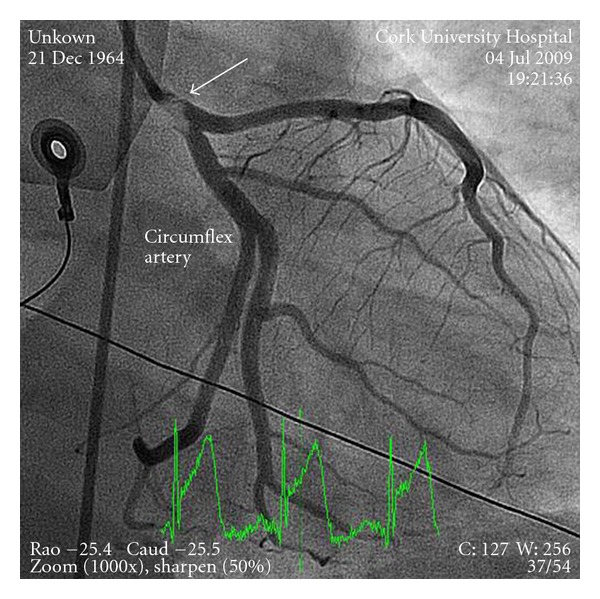 Unkown
21 Dec 1964
Cork University Hospital
04 Jul 2009
19:21:36
Circumflex
artery
Rao −25.4 Caud −25.5
Zoom (1000x), sharpen (50%)
C: 127 W: 256
37/54